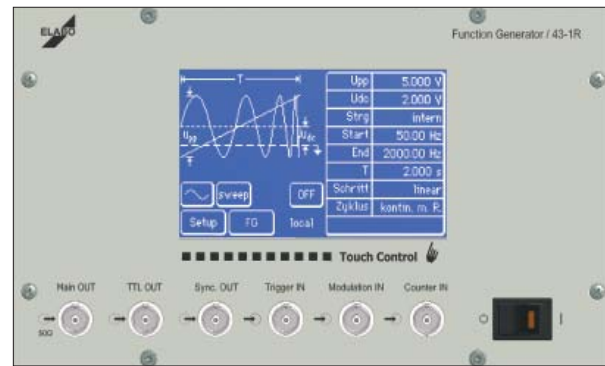 ELABO
Function Generator / 43-1R
T
Upp 5.000 V
Udc 2.000 V
Strg intern
Start 50.00 Hz
End 2000.00 Hz
T 2.000 s
Schritt linear
Zyklus kontin. m. R.
Upp
Udc
sweep
OFF
Setup FG local
Touch Control
Main OUT TTL OUT Sync. OUT Trigger IN Modulation IN Counter IN
50Ω
O I